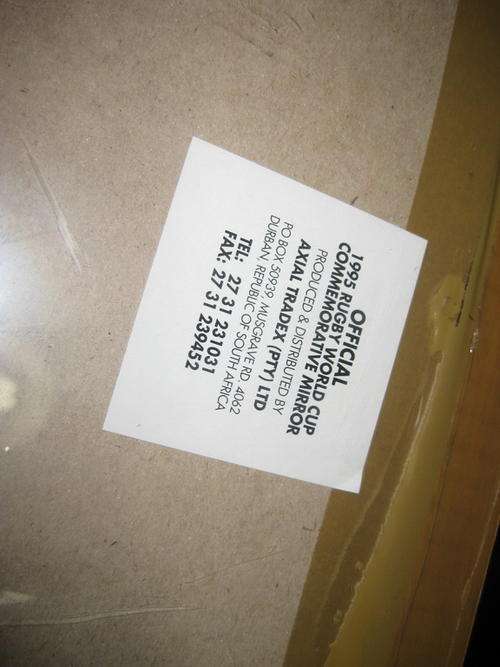 OFFICIAL
1995 RUGBY WORLD CUP
COMMEMORATIVE MIRROR
PRODUCED & DISTRIBUTED BY
AXIAL TRADEX (PTY) LTD
PO BOX 50939, MUSGRAVE RD, 4062
DURBAN, REPUBLIC OF SOUTH AFRICA
TEL: 27 31 231031
FAX: 27 31 239452